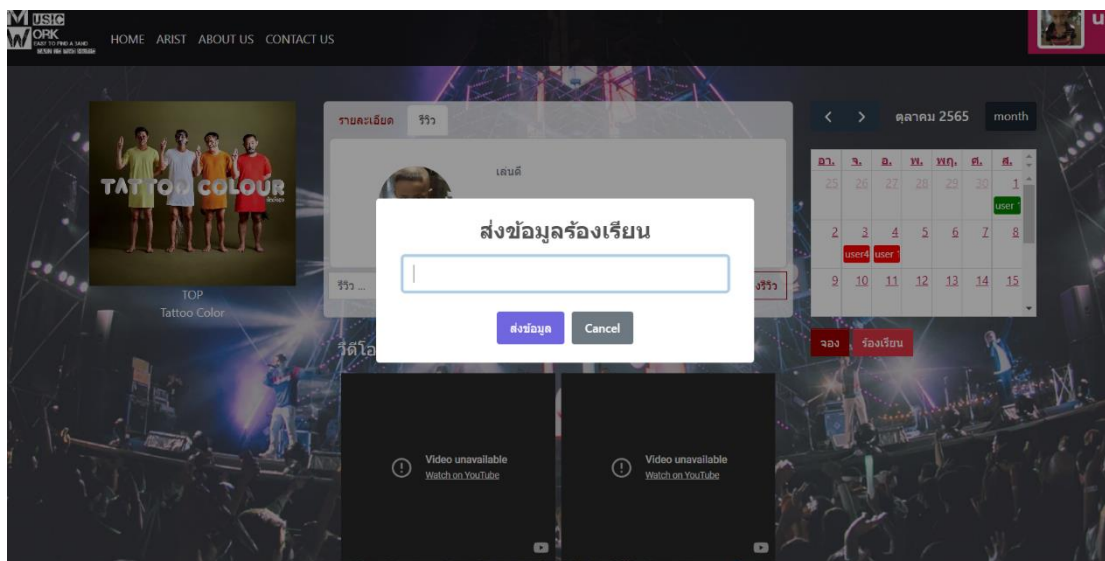 MUSIC
WORK
HOME ARIST ABOUT US CONTACT US
u
TATTOO COLOUR
TOP
Tattoo Color
รายละเอียด รีวิว
เล่นดี
รีวิว ...
งรีวิว
ส่งข้อมูลร้องเรียน
ส่งข้อมูล Cancel
วีดีโอ
Video unavailable
Watch on YouTube
Video unavailable
Watch on YouTube
< > ตุลาคม 2565 month
อา. จ. อ. พ. พฤ. ศ. ส.
25 26 27 28 29 30 1
user
2 3 4 5 6 7 8
user4 user
9 10 11 12 13 14 15
จอง ร้องเรียน